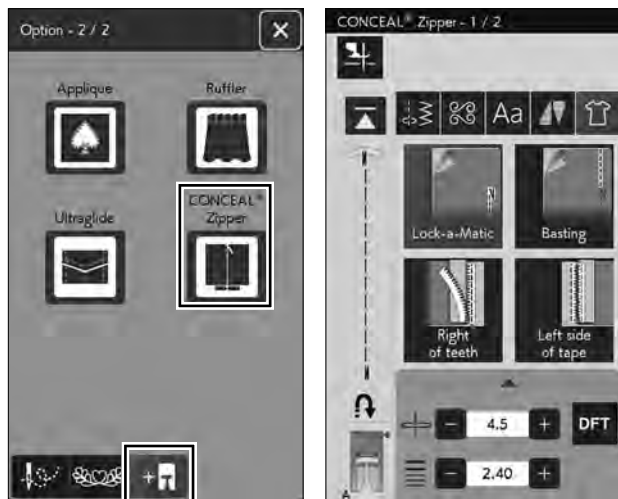 Option - 2 / 2
Applique
Ruffler
Ultraglide
CONCEAL®
Zipper
CONCEAL® Zipper - 1 / 2
Aa
Lock-a-Matic
Basting
Right
of teeth
Left side
of tape
4.5
DFT
2.40
A